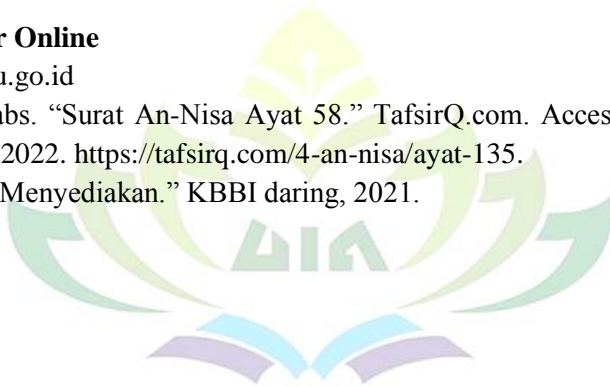 r Online
u.go.id
abs. “Surat An-Nisa Ayat 58.” TafsirQ.com. Acces
2022. https://tafsirq.com/4-an-nisa/ayat-135.
Menyediakan.” KBBI daring, 2021.
UIN